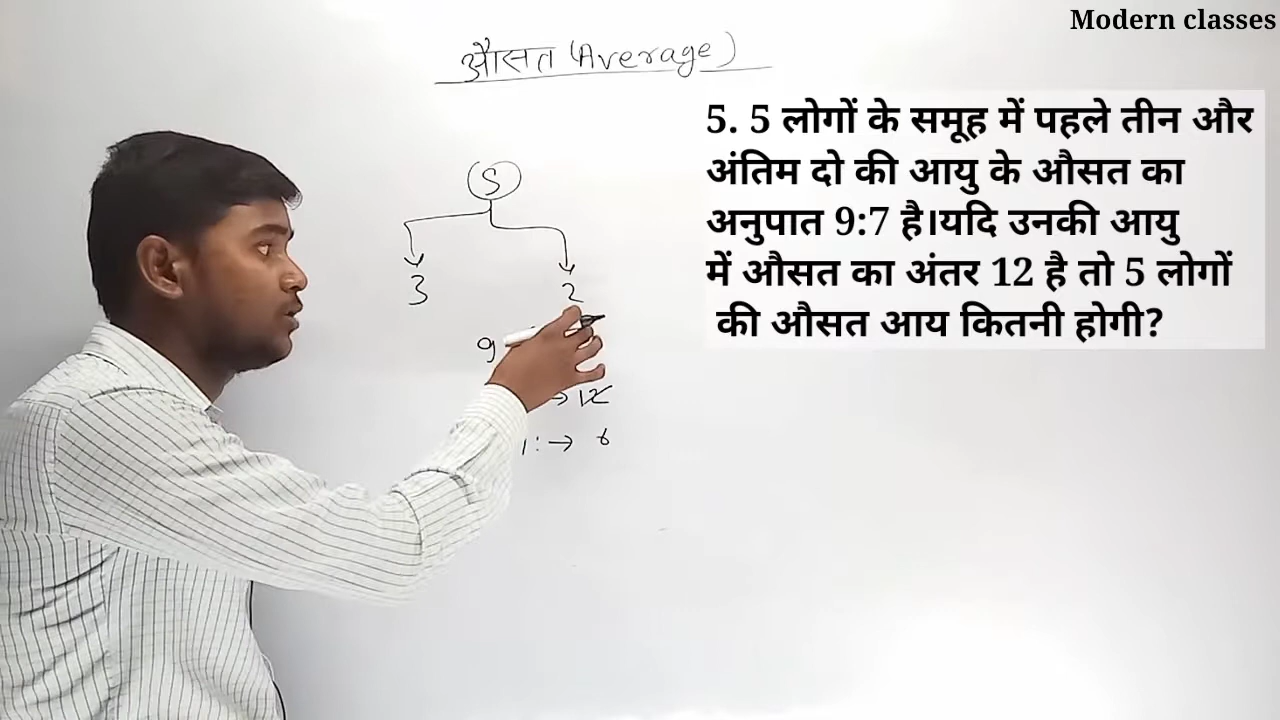 Modern classes
औसत (Average)
5. 5 लोगों के समूह में पहले तीन और
अंतिम दो की आयु के औसत का
अनुपात 9:7 है।यदि उनकी आयु
में औसत का अंतर 12 है तो 5 लोगों
की औसत आय कितनी होगी?
5
3 2
9
→ 12
1: → 6